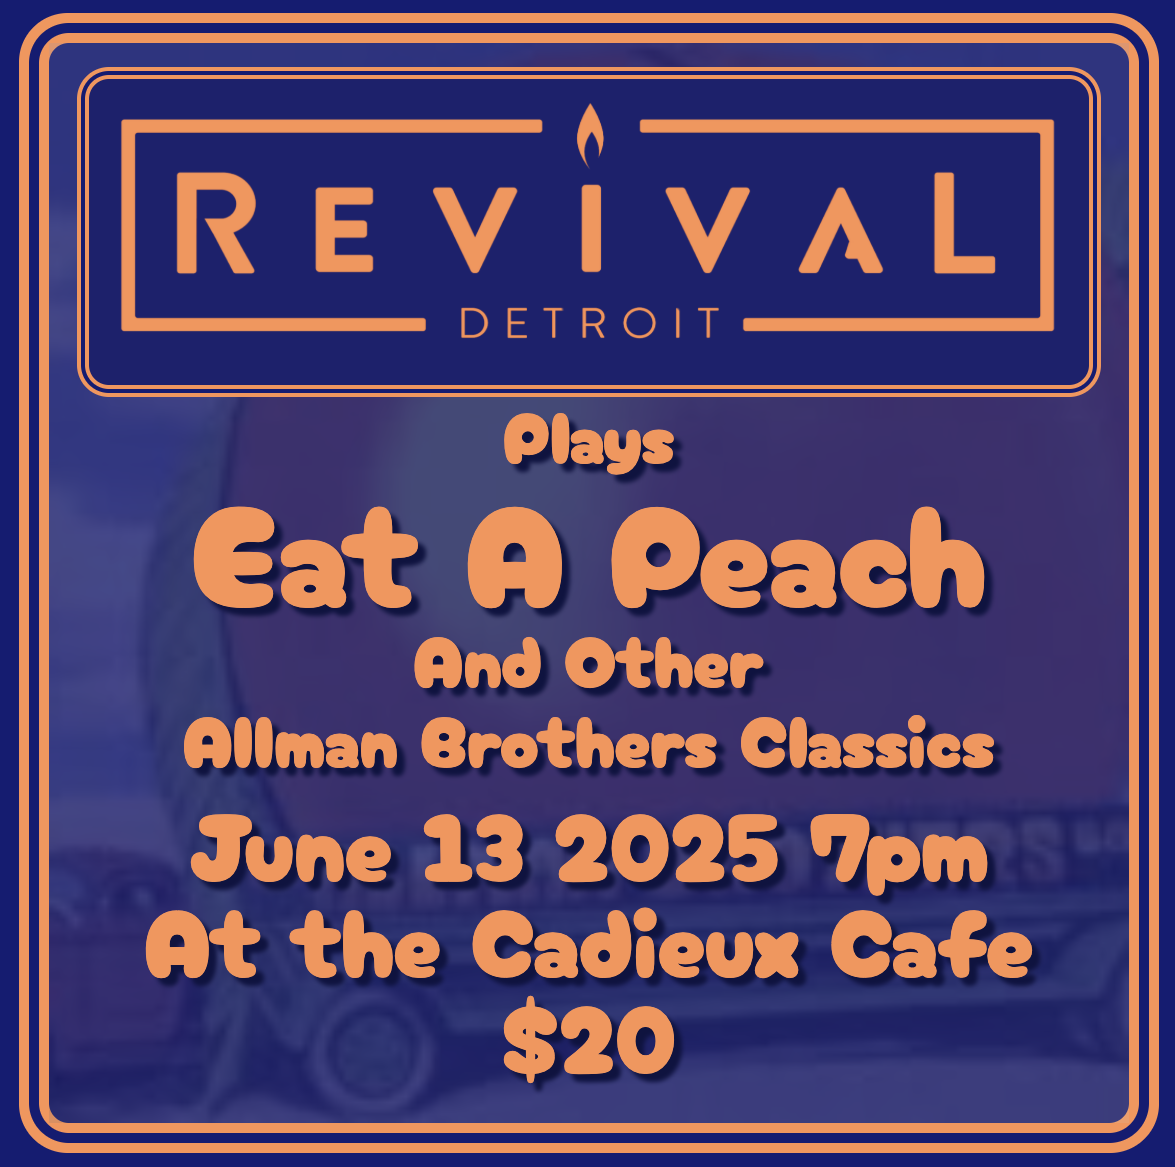 REVIVAL
DETROIT
Plays
Eat A Peach
And Other
Allman Brothers Classics
June 13 2025 7pm
At the Cadieux Cafe
$20